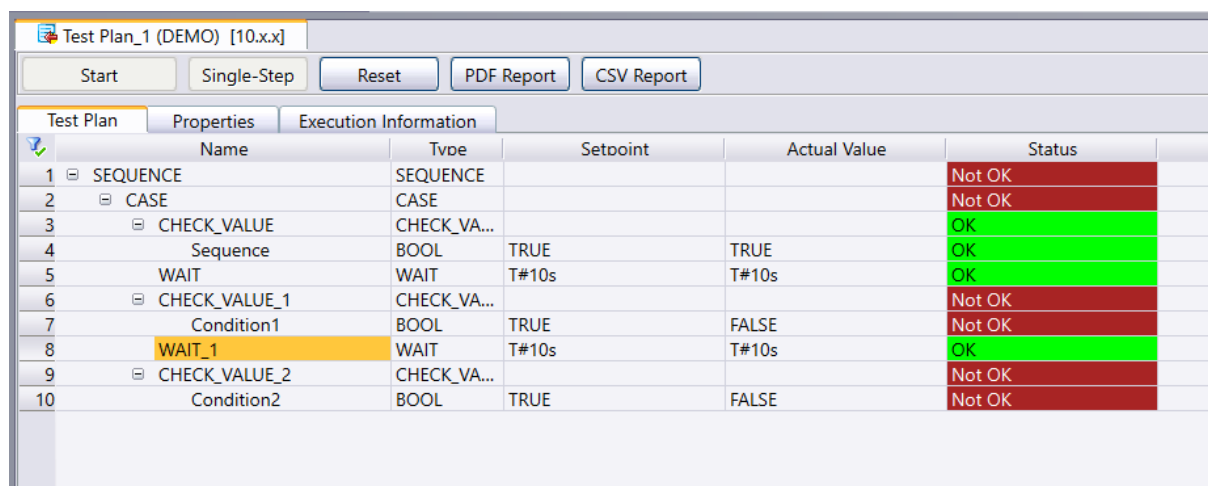 Test Plan_1 (DEMO) [10.x.x]
Start Single-Step Reset PDF Report CSV Report
Test Plan Properties Execution Information
Name Type Setpoint Actual Value Status
1 SEQUENCE SEQUENCE Not OK
2 CASE CASE Not OK
3 CHECK_VALUE CHECK_VA... OK
4 Sequence BOOL TRUE TRUE OK
5 WAIT WAIT T#10s T#10s OK
6 CHECK_VALUE_1 CHECK_VA... Not OK
7 Condition1 BOOL TRUE FALSE Not OK
8 WAIT_1 WAIT T#10s T#10s OK
9 CHECK_VALUE_2 CHECK_VA... Not OK
10 Condition2 BOOL TRUE FALSE Not OK